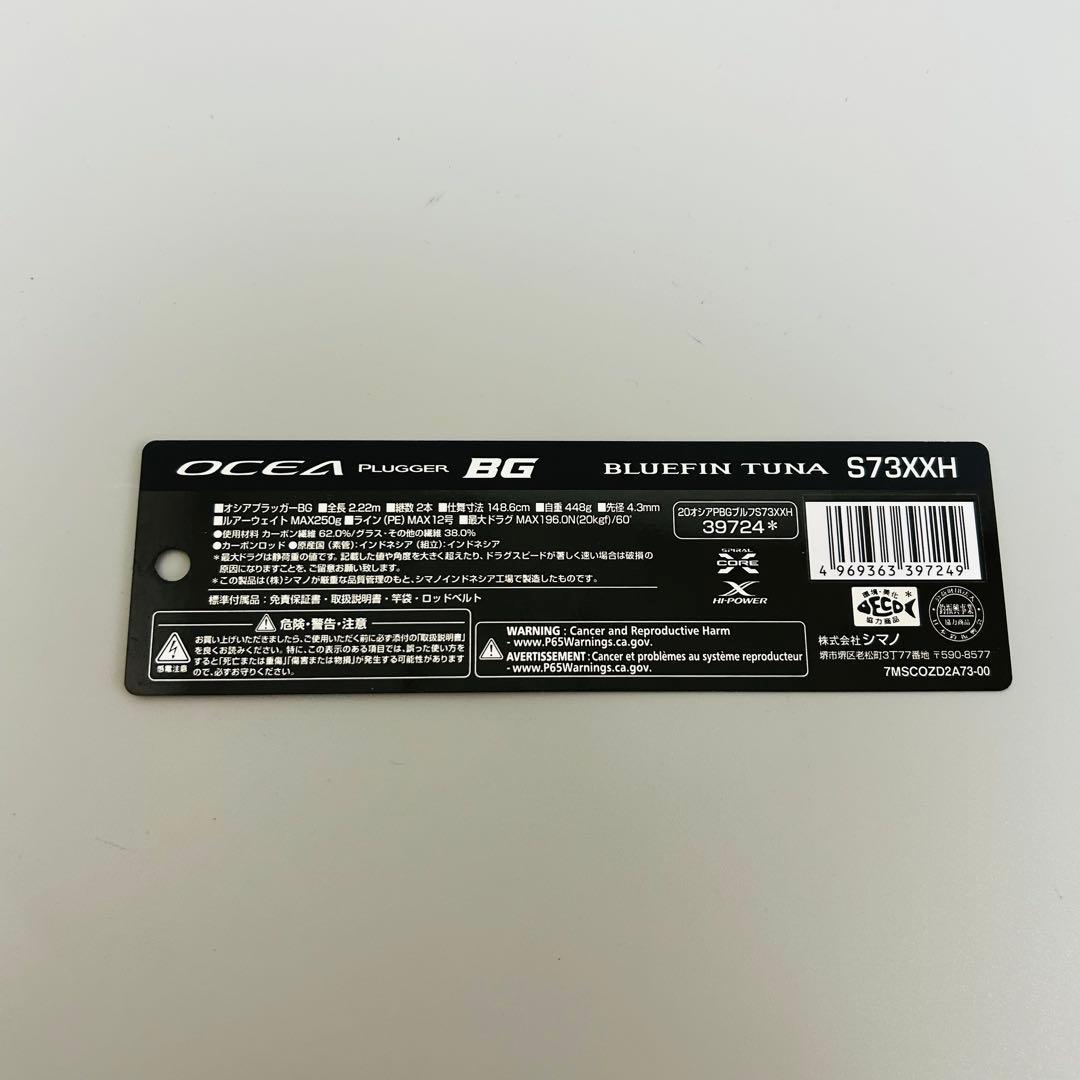 OCEA PLUGGER BG BLUEFIN TUNA S73XXH
■オシアプラッガーBG ■全長 2.22m ■継数 2本 ■仕舞寸法 148.6cm ■自重 448g ■先径 4.3mm
■ルアーウェイト MAX250g ■ライン(PE) MAX12号 ■最大ドラグ MAX196.0N(20kgf)/60°
●使用材料 カーボン繊維 62.0%/グラス・その他の繊維 38.0%
●カーボンロッド ●原産国 (素管):インドネシア (組立):インドネシア
*最大ドラグは静荷重の値です。記載した値や角度を大きく超えたり、ドラグスピードが著しく速い場合は破損の
原因になりますことを、ご留意お願い致します。
*この製品は(株)シマノが厳重な品質管理のもと、シマノインドネシア工場で製造したものです。
標準付属品:免責保証書・取扱説明書・竿袋・ロッドベルト
20オシアPBGブルフS73XXH
39724*
SPIRAL
X
CORE
X
HI-POWER
4 969363 397249
環境・美化
DECO
協力商品
*
釣振興事業
協力商品
株式会社シマノ
堺市堺区老松町3丁77番地 〒590-8577
7MSCOZD2A73-00
危険・警告・注意
感電注意
お買い上げいただきましたら、ご使用いただく前に必ず添付の「取扱説明書」
を良くお読みください。特に、この表示のある項目では、誤った使い方を
すると「死亡または重傷」「傷害または物損」が発生する可能性があります
ので、必ずお守りください。
WARNING : Cancer and Reproductive Harm
- www.P65Warnings.ca.gov.
AVERTISSEMENT : Cancer et problèmes au système reproducteur
- www.P65Warnings.ca.gov.